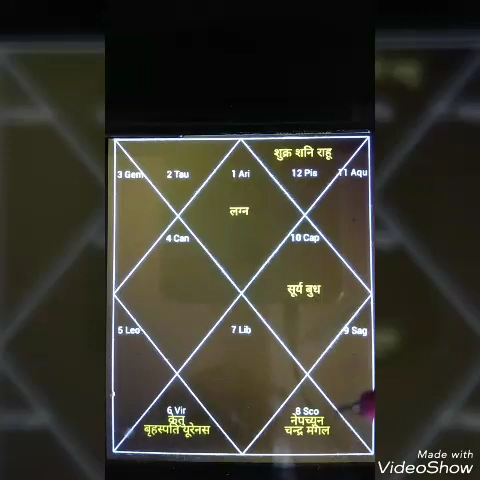 शुक्र शनि राहू
3 Gem 2 Tau 1 Ari 12 Pis 11 Aqu
लग्न
4 Can 10 Cap
सूर्य बुध
5 Leo 7 Lib 9 Sag
6 Vir 8 Sco
केतु नेपच्यून
बृहस्पति यूरेनस चन्द्र मंगल
Made with
VideoShow